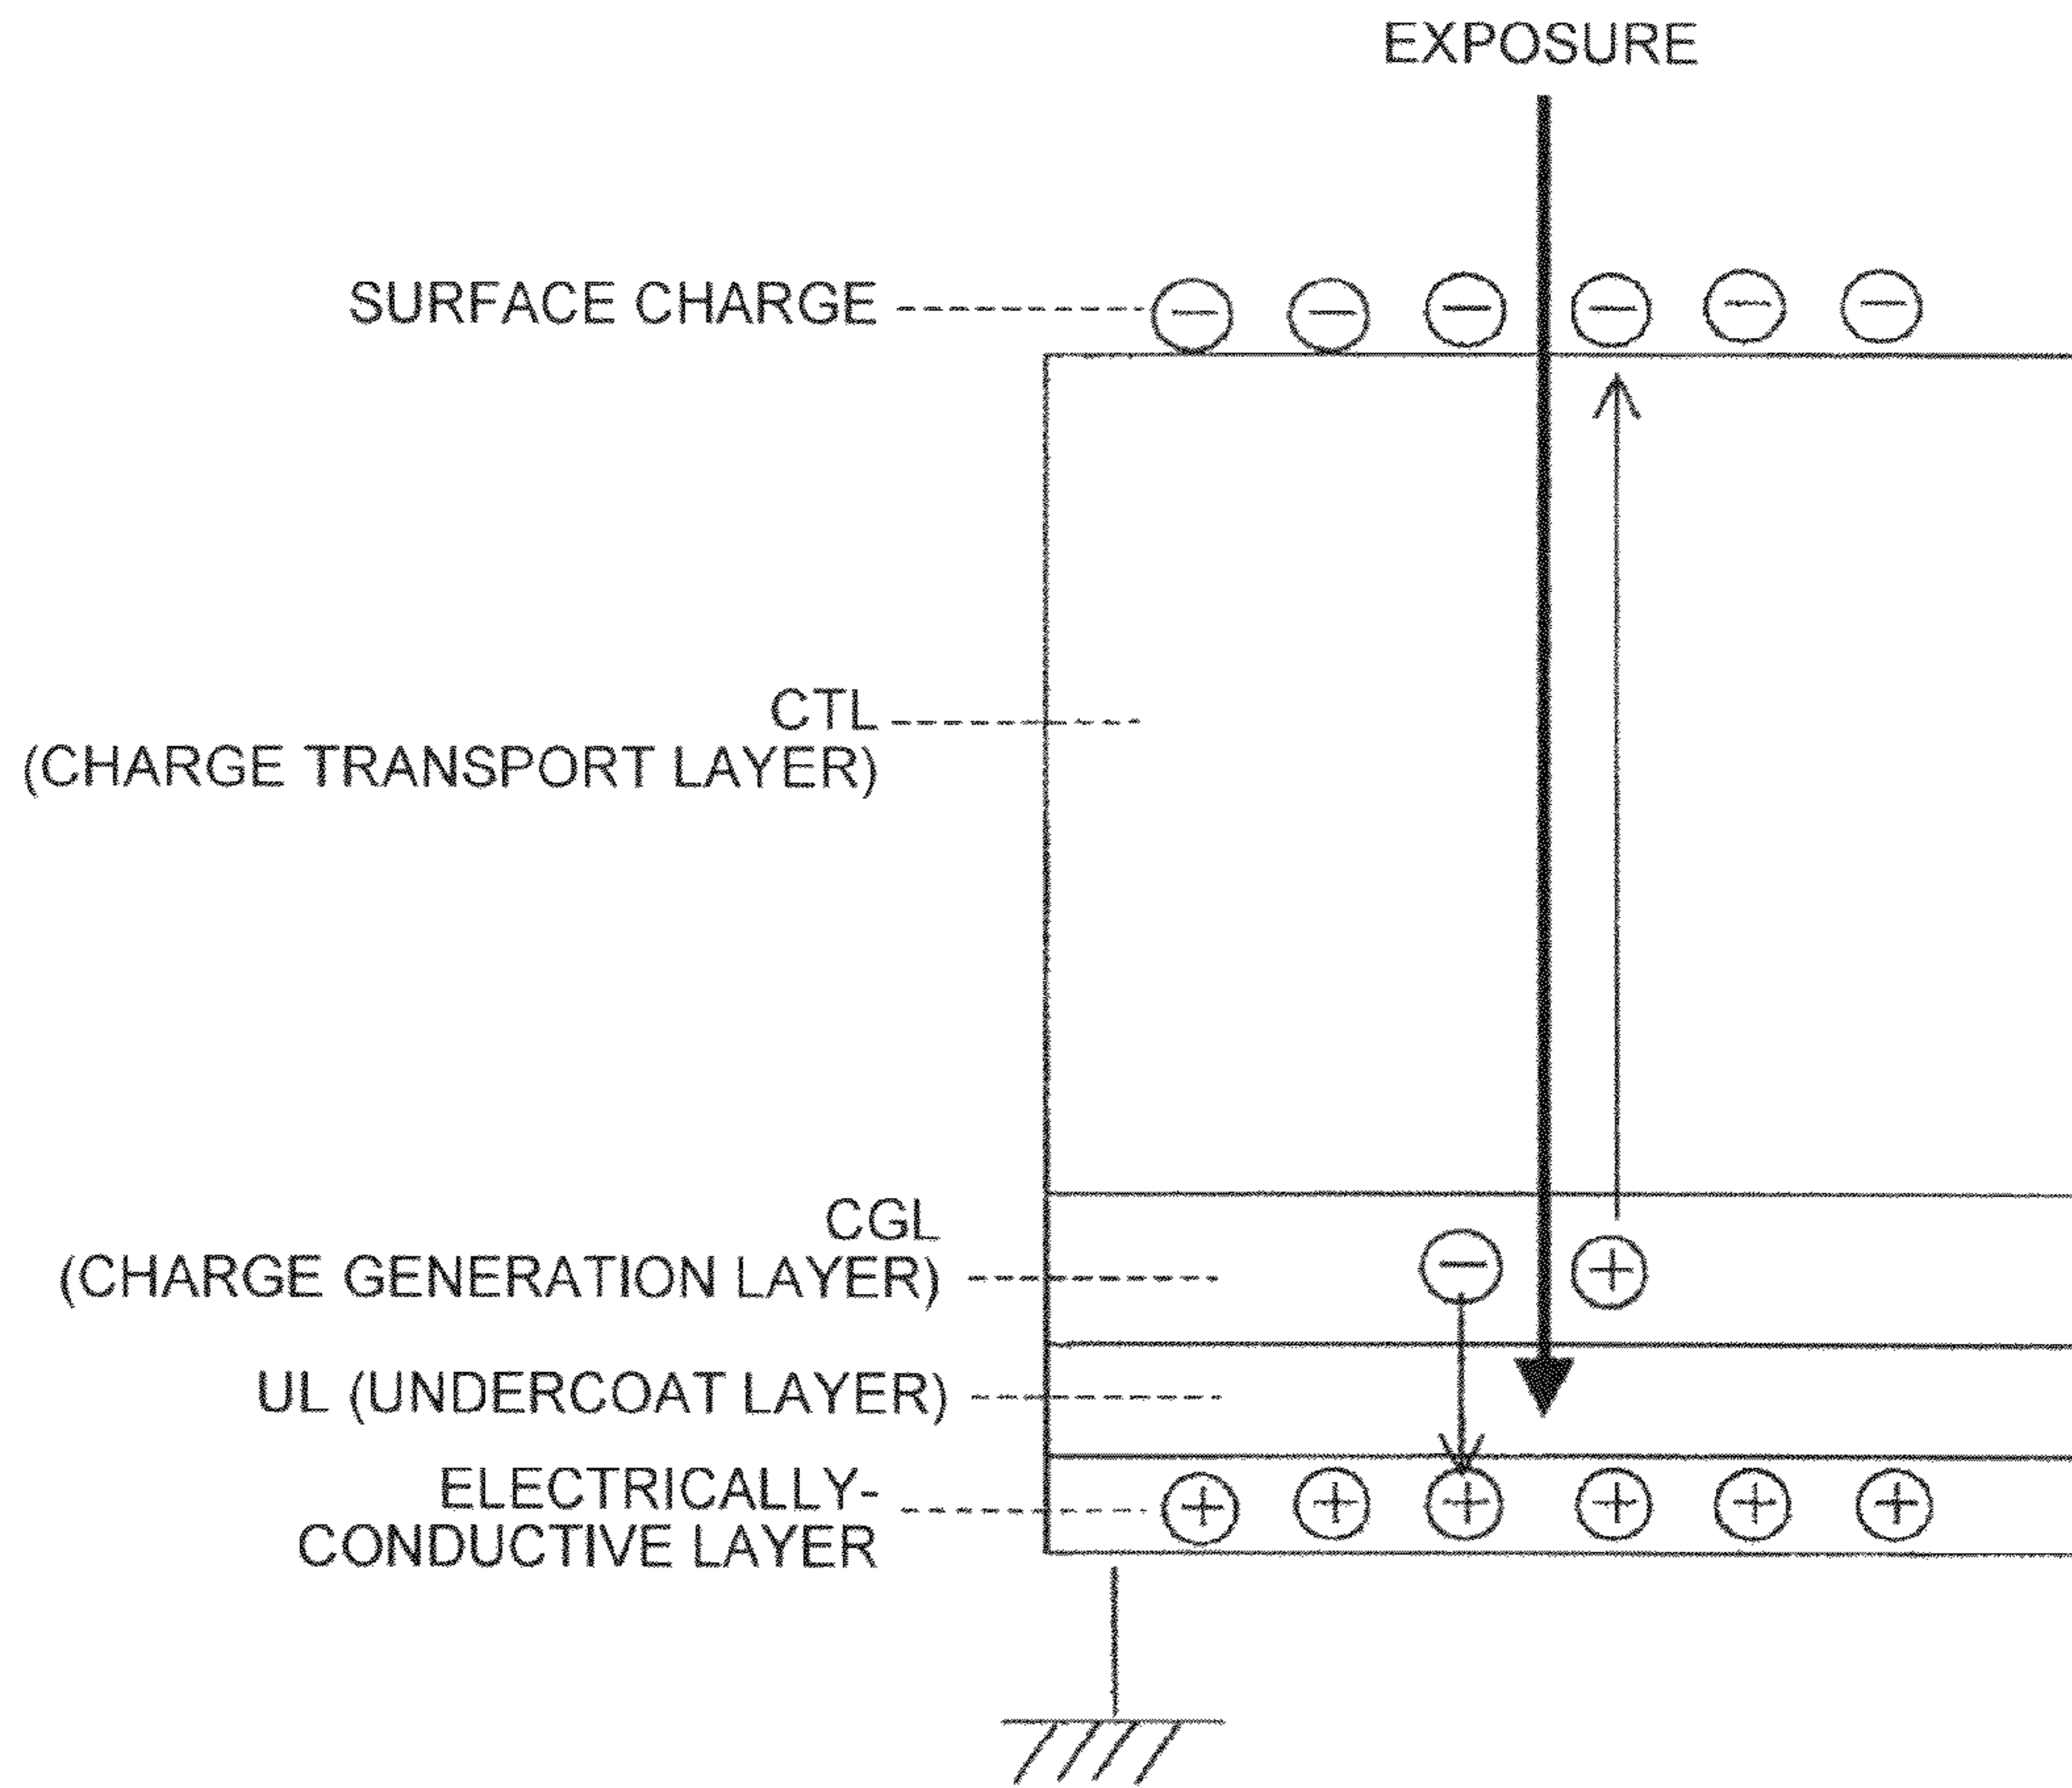 EXPOSURE
SURFACE CHARGE
CTL
(CHARGE TRANSPORT LAYER)
CGL
(CHARGE GENERATION LAYER)
UL (UNDERCOAT LAYER)
ELECTRICALLY-
CONDUCTIVE LAYER